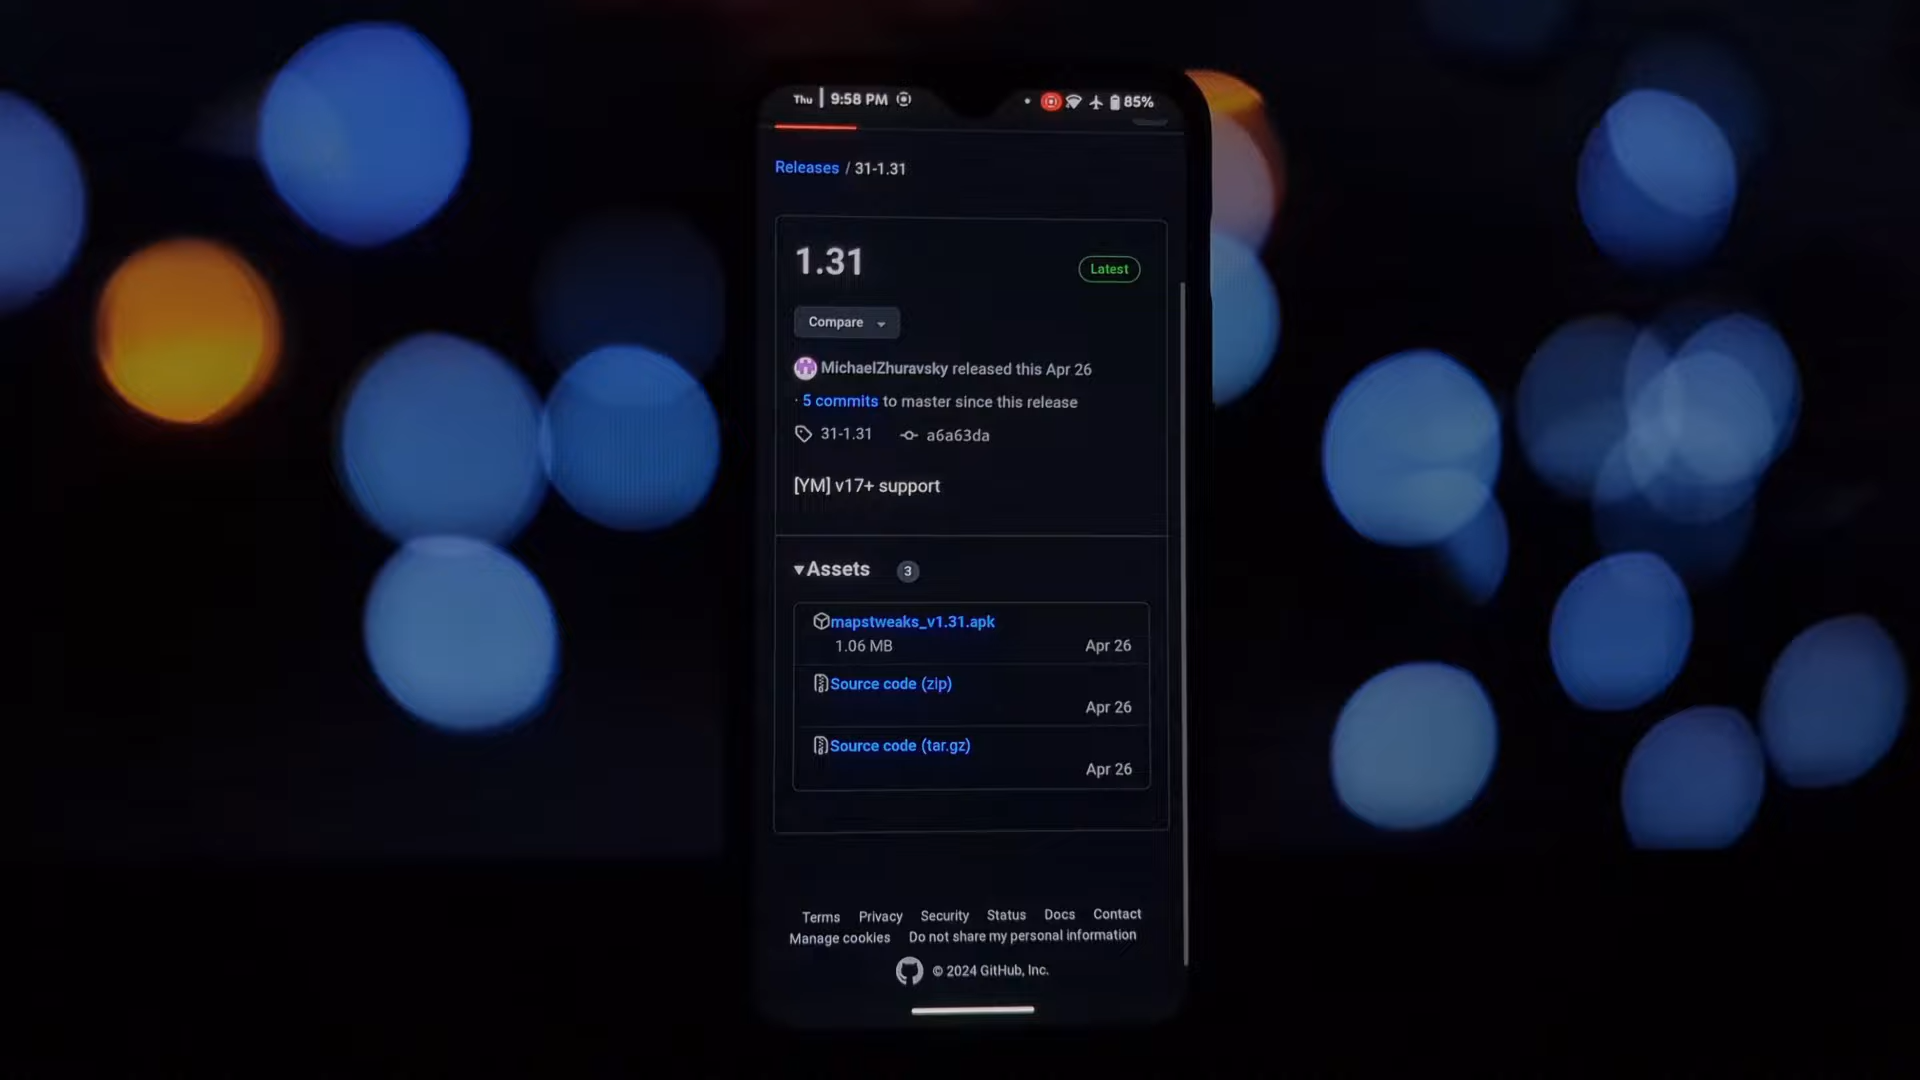 Thu | 9:58 PM
85%
Releases / 31-1.31
1.31
Latest
Compare
MichaelZhuravsky released this Apr 26
· 5 commits to master since this release
31-1.31 a6a63da
[YM] v17+ support
Assets 3
mapstweaks_v1.31.apk
1.06 MB Apr 26
Source code (zip)
Apr 26
Source code (tar.gz)
Apr 26
Terms Privacy Security Status Docs Contact
Manage cookies Do not share my personal information
© 2024 GitHub, Inc.